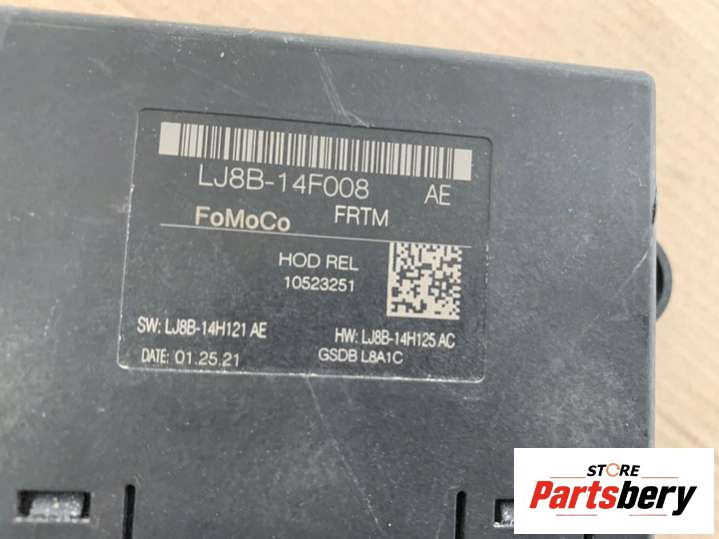 LJ8B-14F008 AE
FoMoCo FRTM
HOD REL
10523251
SW: LJ8B-14H121 AE HW: LJ8B-14H125 AC
DATE: 01.25.21 GSDB L8A1C
STORE
Partsbery